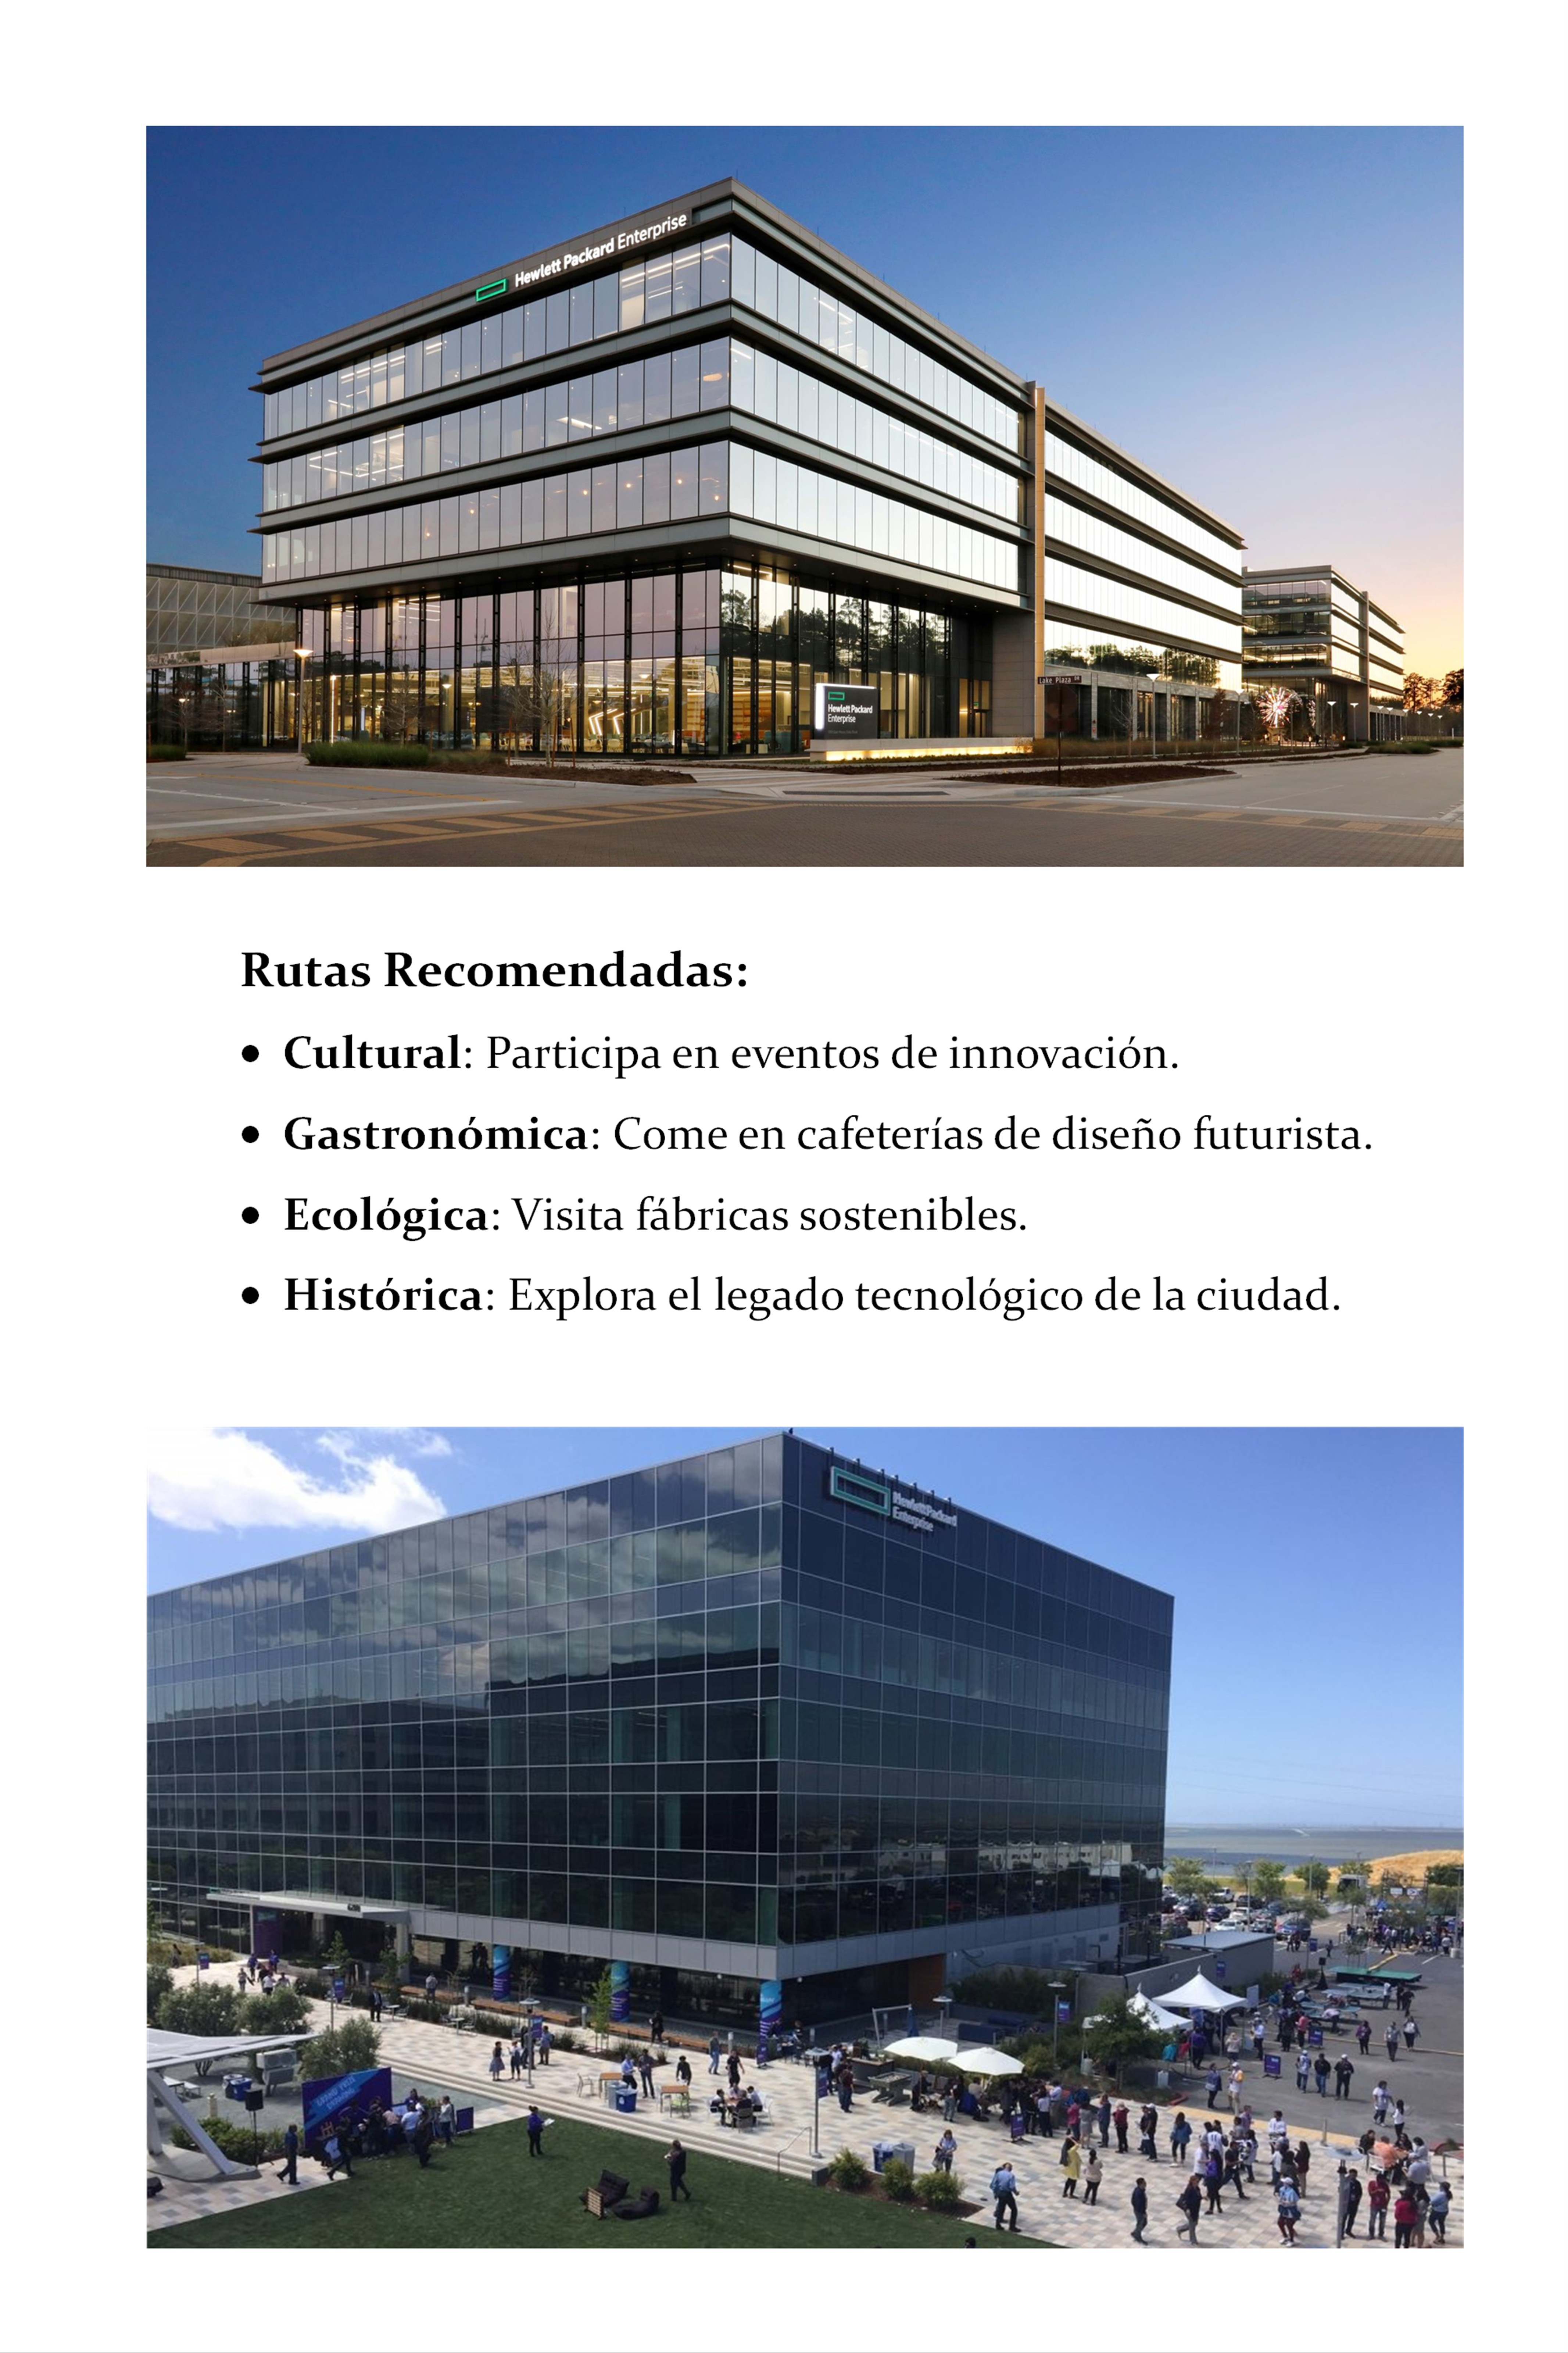 Hewlett Packard Enterprise
Hewlett Packard
Enterprise
Lake Plaza
Rutas Recomendadas:
• Cultural: Participa en eventos de innovación.
• Gastronómica: Come en cafeterías de diseño futurista.
• Ecológica: Visita fábricas sostenibles.
• Histórica: Explora el legado tecnológico de la ciudad.
Hewlett Packard
Enterprise